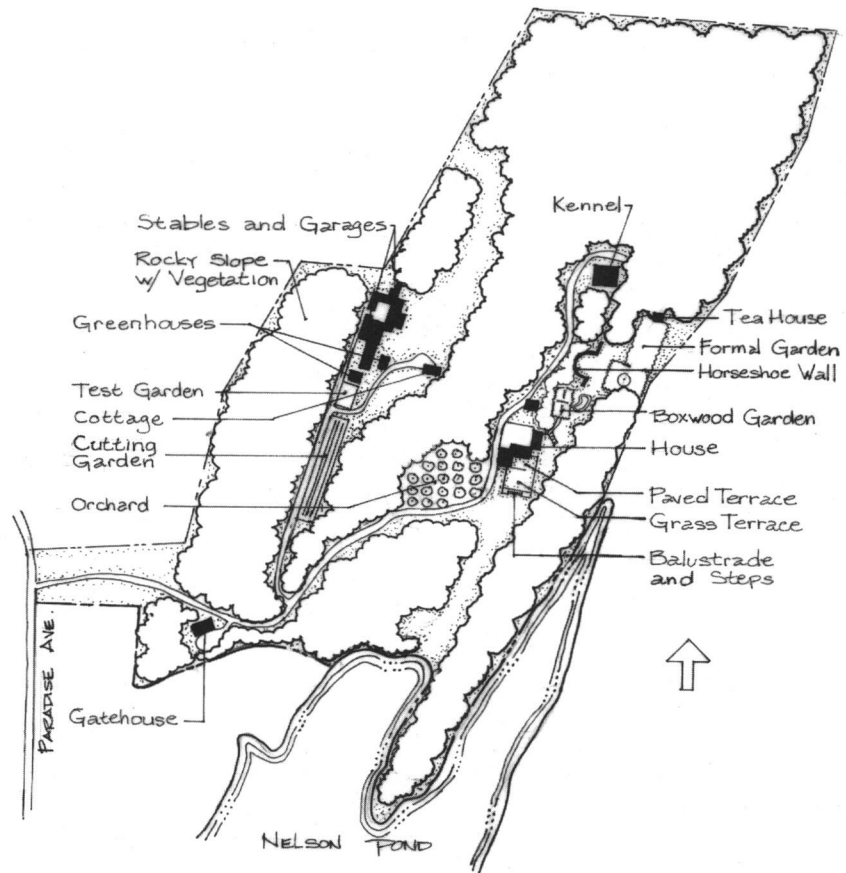 Stables and Garages
Rocky Slope
w/ Vegetation
Greenhouses
Test Garden
Cottage
Cutting
Garden
Orchard
PARADISE AVE.
Gatehouse
NELSON POND
Kennel
Tea House
Formal Garden
Horseshoe Wall
Boxwood Garden
House
Paved Terrace
Grass Terrace
Balustrade
and Steps